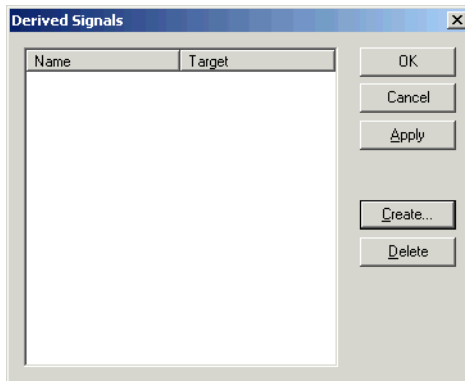 Derived Signals
Name Target
OK
Cancel
Apply
Create...
Delete